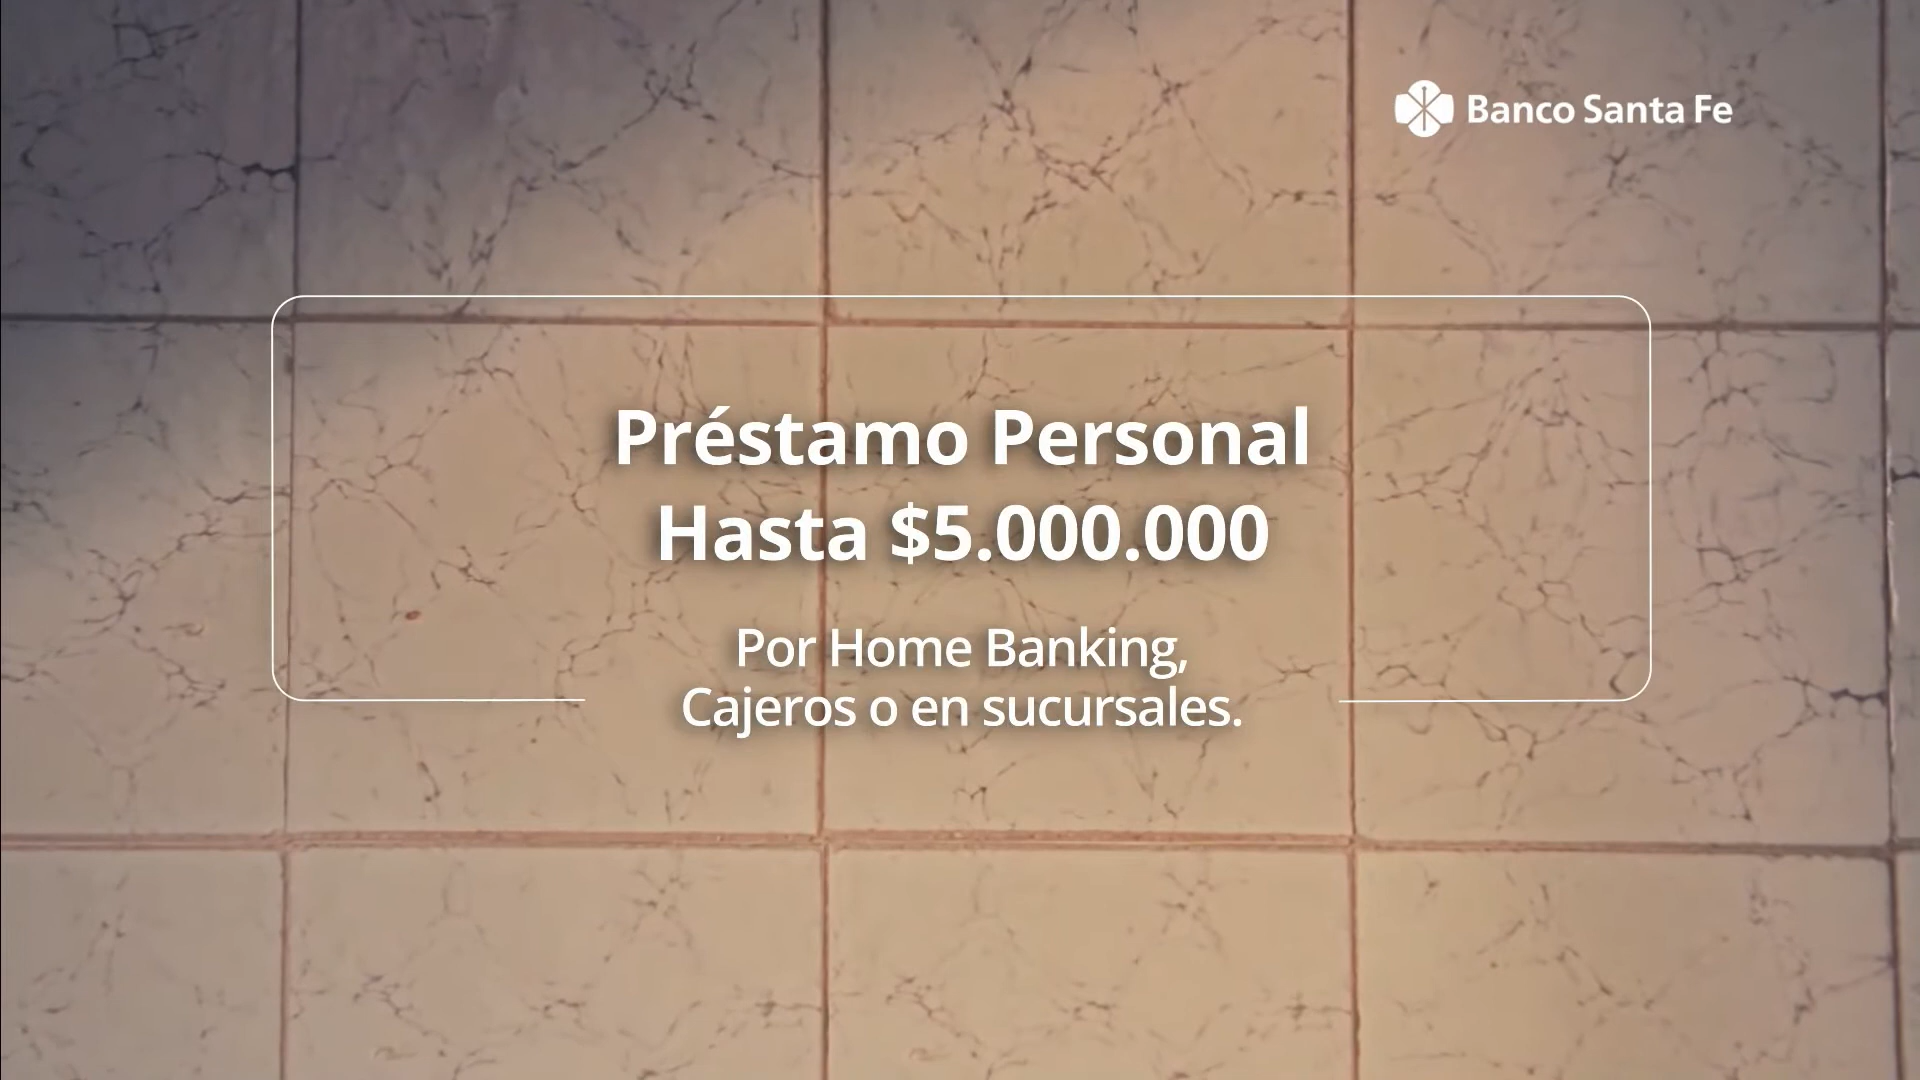 Banco Santa Fe
Préstamo Personal
Hasta $5.000.000
Por Home Banking,
Cajeros o en sucursales.